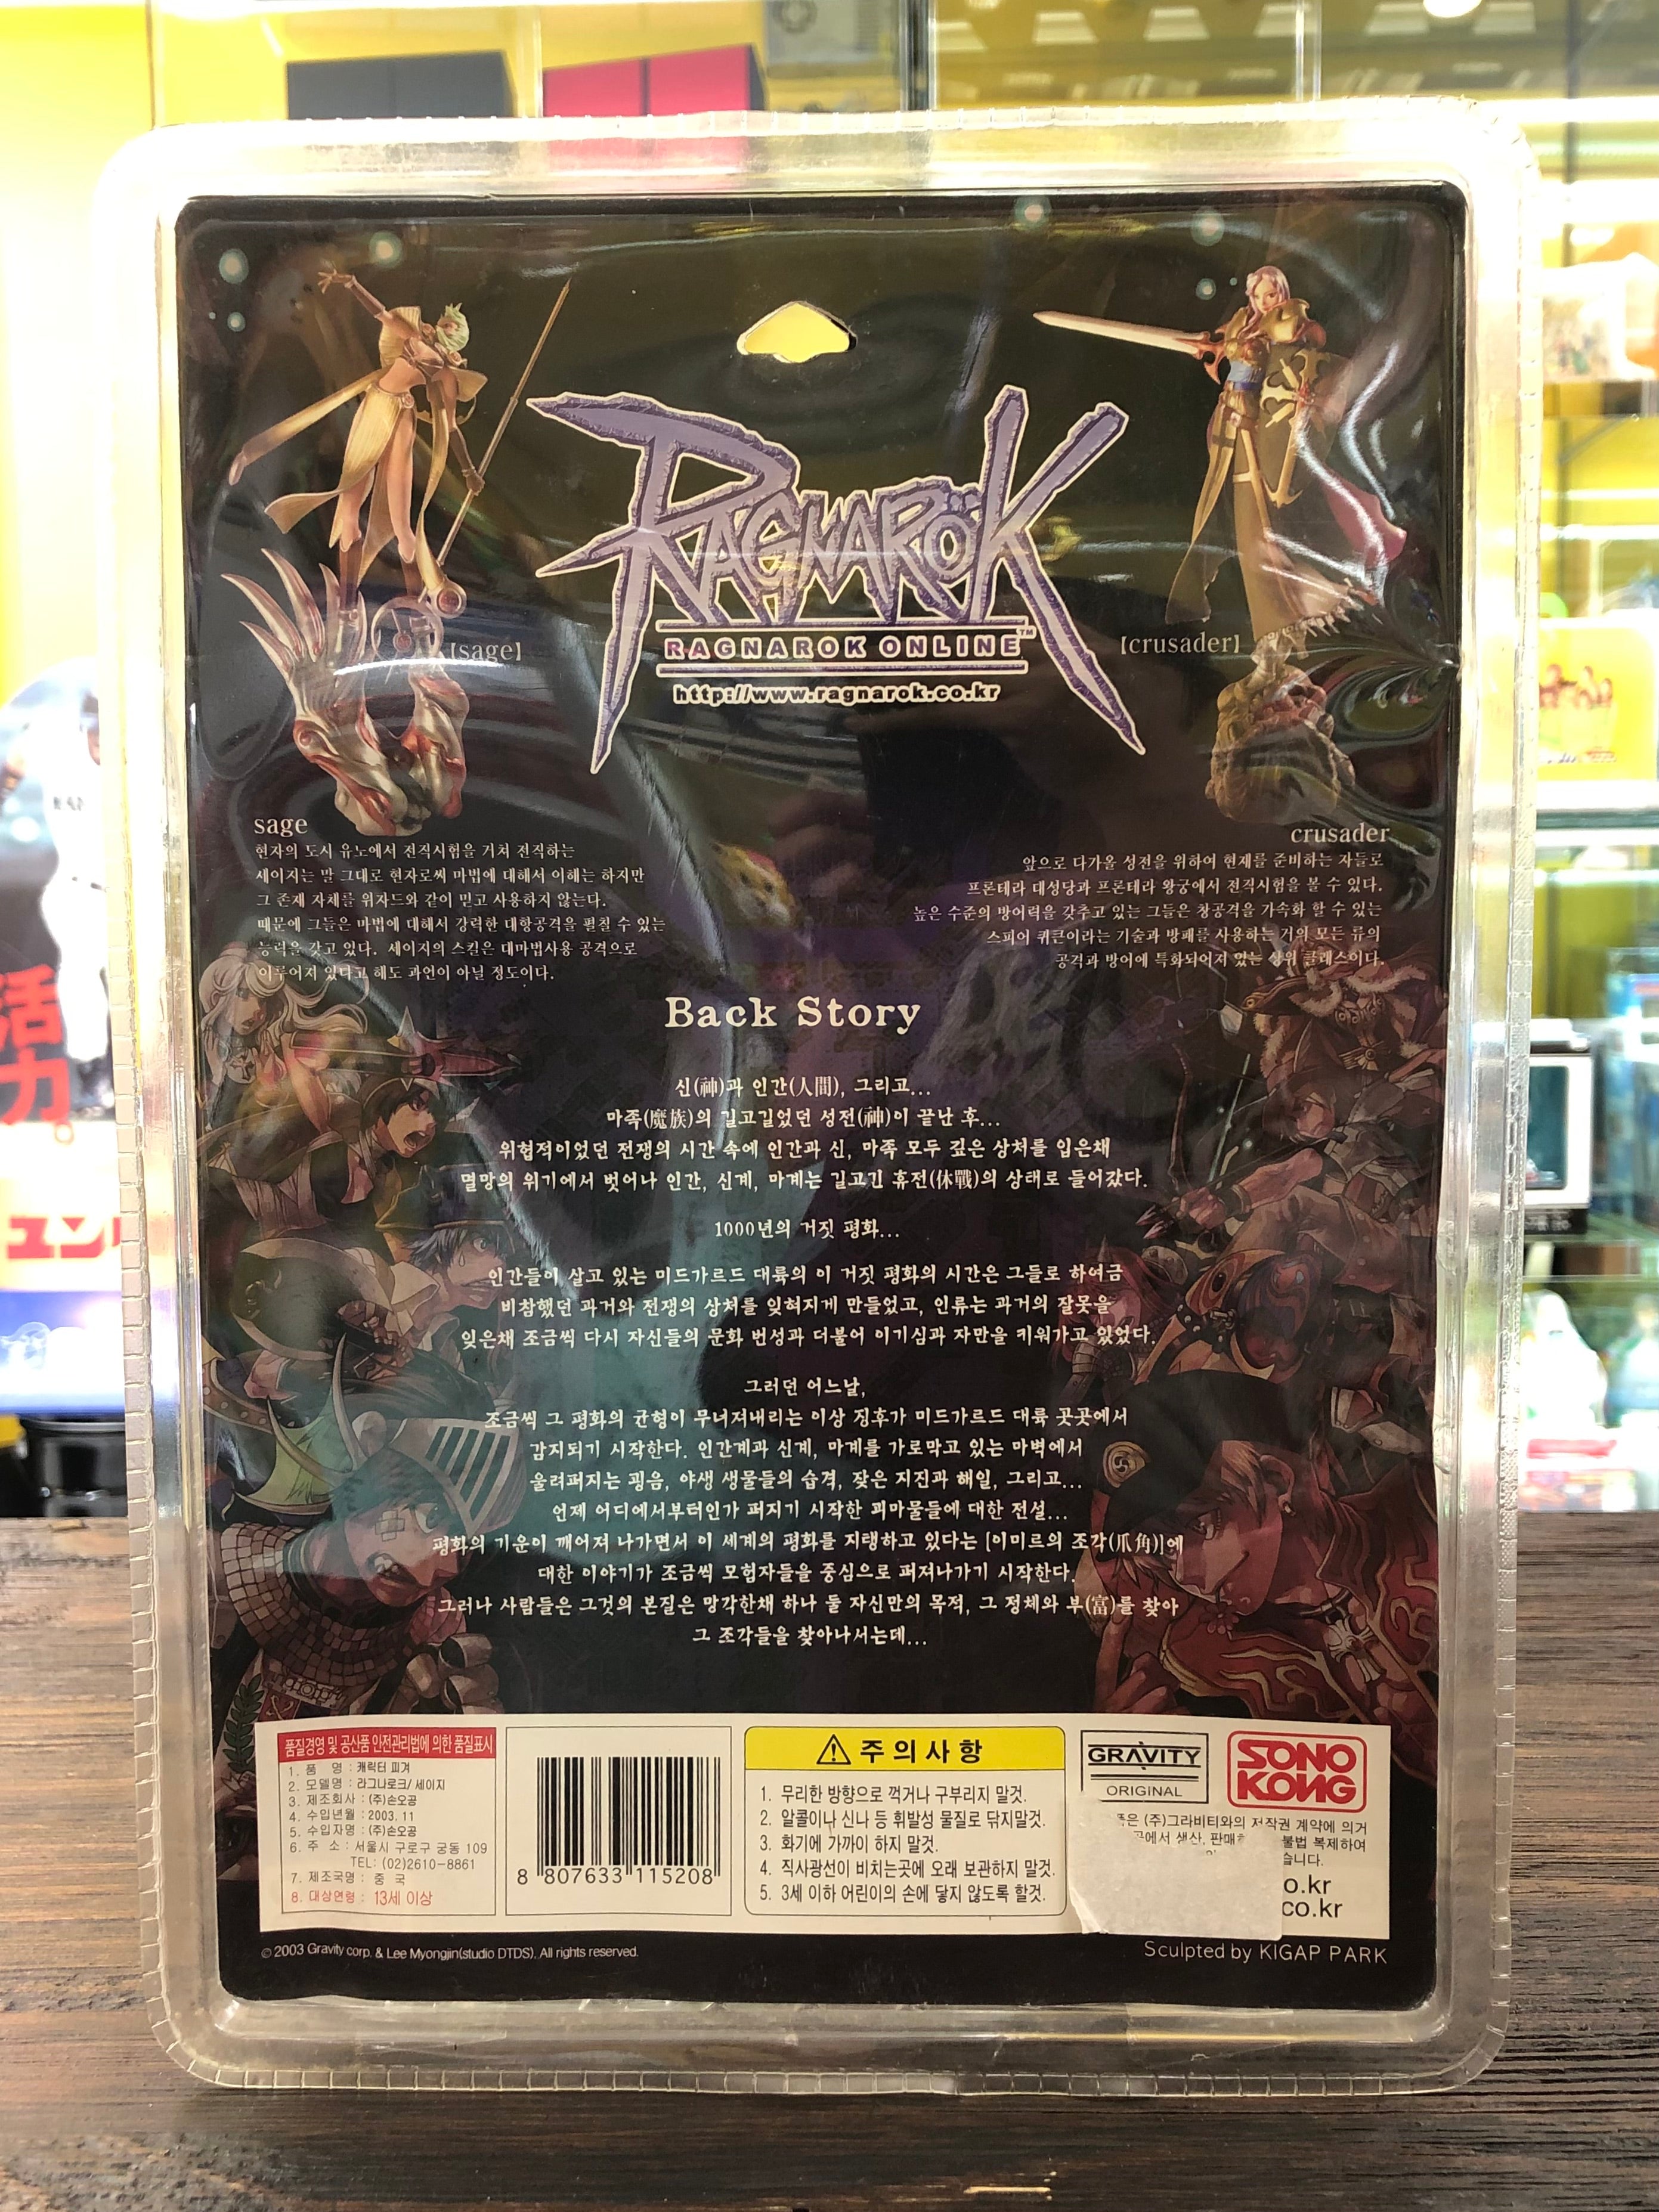 RAGNARÖK
RAGNAROK ONLINE™
http://www.ragnarok.co.kr
【sage】
【crusader】
sage
현자의 도시 유노에서 전직시험을 거쳐 전직하는
세이지는 말 그대로 현자로써 마법에 대해서 이해는 하지만
그 존재 자체를 위자드와 같이 믿고 사용하지 않는다.
때문에 그들은 마법에 대해서 강력한 대항공격을 펼칠 수 있는
능력을 갖고 있다. 세이지의 스킬은 대마법사용 공격으로
이루어져 있다고 해도 과언이 아닐 정도이다.
crusader
앞으로 다가올 성전을 위하여 현재를 준비하는 자들로
프론테라 대성당과 프론테라 왕궁에서 전직시험을 볼 수 있다.
높은 수준의 방어력을 갖추고 있는 그들은 창공격을 가속화 할 수 있는
스피어 퀴큰이라는 기술과 방패를 사용하는 거의 모든 류의
공격과 방어에 특화되어져 있는 상위 클래스이다.
Back Story
신(神)과 인간(人間), 그리고...
마족(魔族)의 길고길었던 성전(神)이 끝난 후...
위협적이었던 전쟁의 시간 속에 인간과 신, 마족 모두 깊은 상처를 입은채
멸망의 위기에서 벗어나 인간, 신계, 마계는 길고긴 휴전(休戰)의 상태로 들어갔다.
1000년의 거짓 평화...
인간들이 살고 있는 미드가르드 대륙의 이 거짓 평화의 시간은 그들로 하여금
비참했던 과거와 전쟁의 상처를 잊혀지게 만들었고, 인류는 과거의 잘못을
잊은채 조금씩 다시 자신들의 문화 번성과 더불어 이기심과 자만을 키워가고 있었다.
그러던 어느날,
조금씩 그 평화의 균형이 무너져내리는 이상 징후가 미드가르드 대륙 곳곳에서
감지되기 시작한다. 인간계과 신계, 마계를 가로막고 있는 마벽에서
울려퍼지는 굉음, 야생 생물들의 습격, 잦은 지진과 해일, 그리고...
언제 어디에서부터인가 퍼지기 시작한 괴마물들에 대한 전설...
평화의 기운이 깨어져 나가면서 이 세계의 평화를 지탱하고 있다는 [이미르의 조각(爪角)]에
대한 이야기가 조금씩 모험자들을 중심으로 퍼져나가기 시작한다.
그러나 사람들은 그것의 본질은 망각한채 하나 둘 자신만의 목적, 그 정체와 부(富)를 찾아
그 조각들을 찾아나서는데...
품질경영 및 공산품 안전관리법에 의한 품질표시
1. 품 명 : 캐릭터 피겨
2. 모델명 : 라그나로크/ 세이지
3. 제조회사 : (주)손오공
4. 수입년월 : 2003. 11
5. 수입자명 : (주)손오공
6. 주 소 : 서울시 구로구 궁동 109
TEL: (02)2610-8861
7. 제조국명 : 중 국
8. 대상연령 : 13세 이상
8 807633 115208
주의사항
1. 무리한 방향으로 꺽거나 구부리지 말것.
2. 알콜이나 신나 등 휘발성 물질로 닦지말것.
3. 화기에 가까이 하지 말것.
4. 직사광선이 비치는곳에 오래 보관하지 말것.
5. 3세 이하 어린이의 손에 닿지 않도록 할것.
GRAVITY
ORIGINAL
SONO
KONG
은 (주)그라비티와의 저작권 계약에 의거
에서 생산, 판매 불법 복제하여
습니다.
o.kr
co.kr
© 2003 Gravity corp. & Lee Myongjin(studio DTDS). All rights reserved.
Sculpted by KIGAP PARK
活
力。
ユン